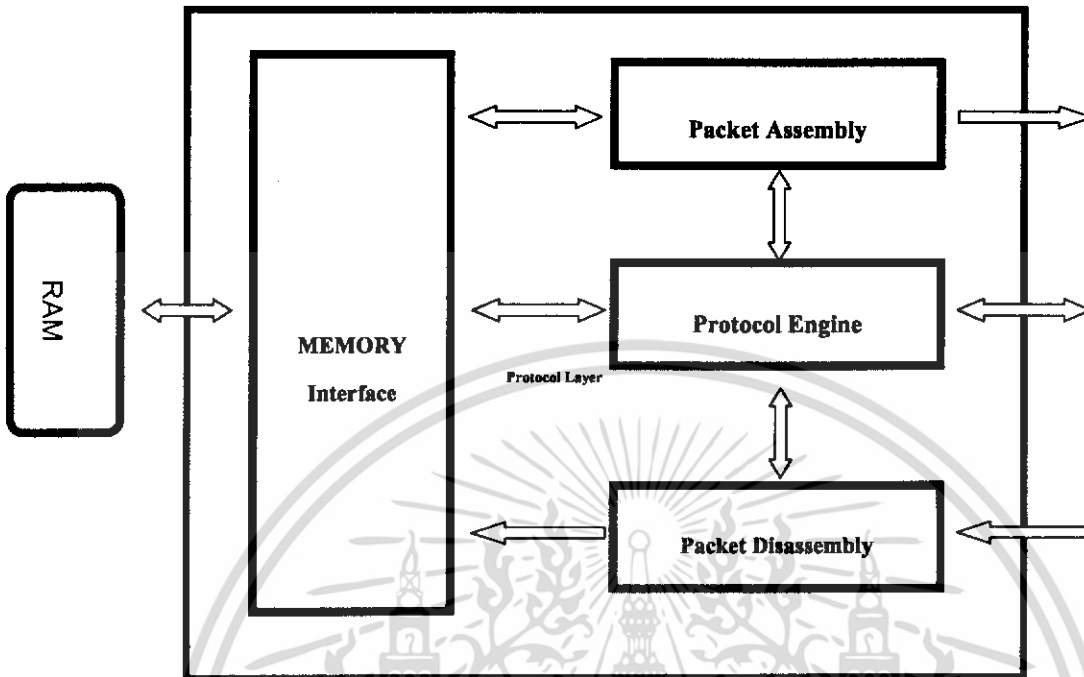 Packet Assembly
RAM
Protocol Engine
MEMORY
Interface
Protocol Layer
Packet Disassembly